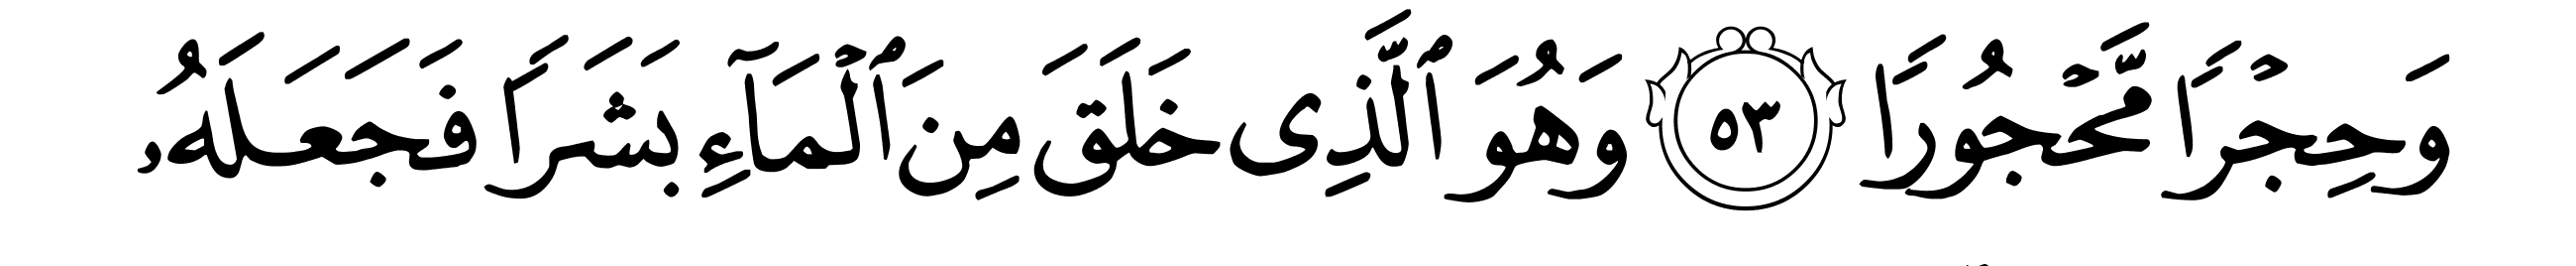 وَحِجْرًا مَّحْجُورًا ٥٣ وَهُوَ ٱلَّذِى خَلَقَ مِنَ ٱلْمَآءِ بَشَرًا فَجَعَلَهُۥ